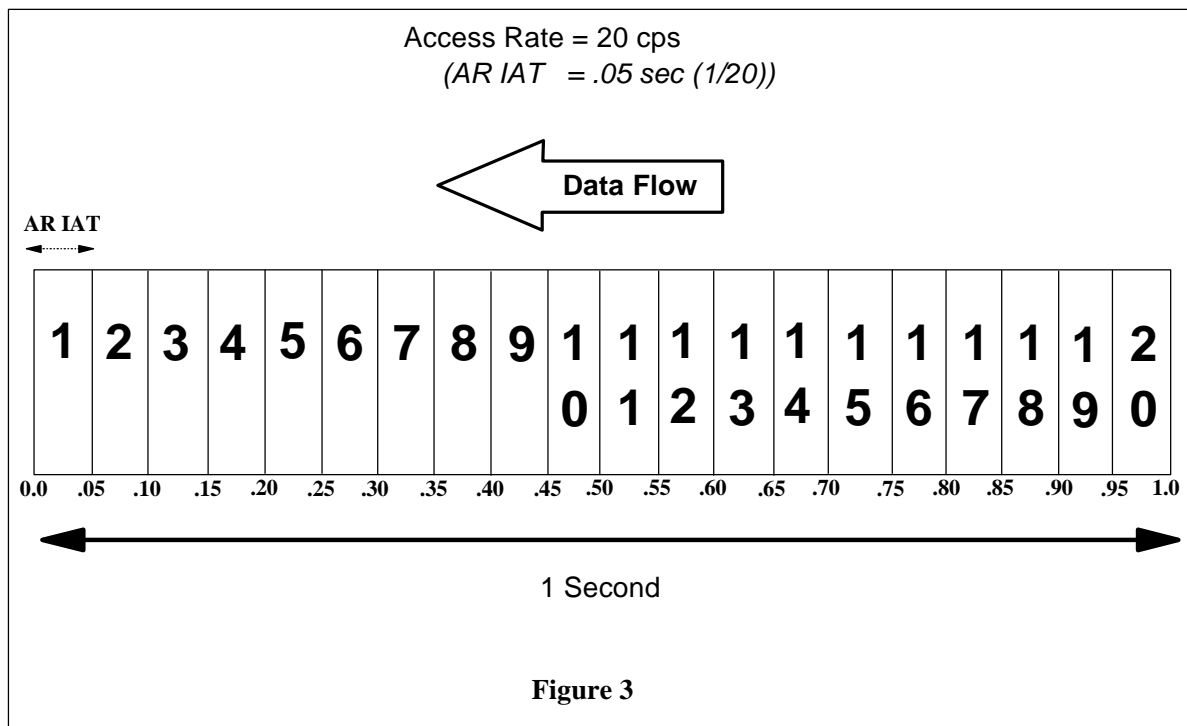 Access Rate = 20 cps
(AR IAT = .05 sec (1/20))
Data Flow
AR IAT
1 2 3 4 5 6 7 8 9 10 11 12 13 14 15 16 17 18 19 20
0.0 .05 .10 .15 .20 .25 .30 .35 .40 .45 .50 .55 .60 .65 .70 .75 .80 .85 .90 .95 1.0
1 Second
Figure 3